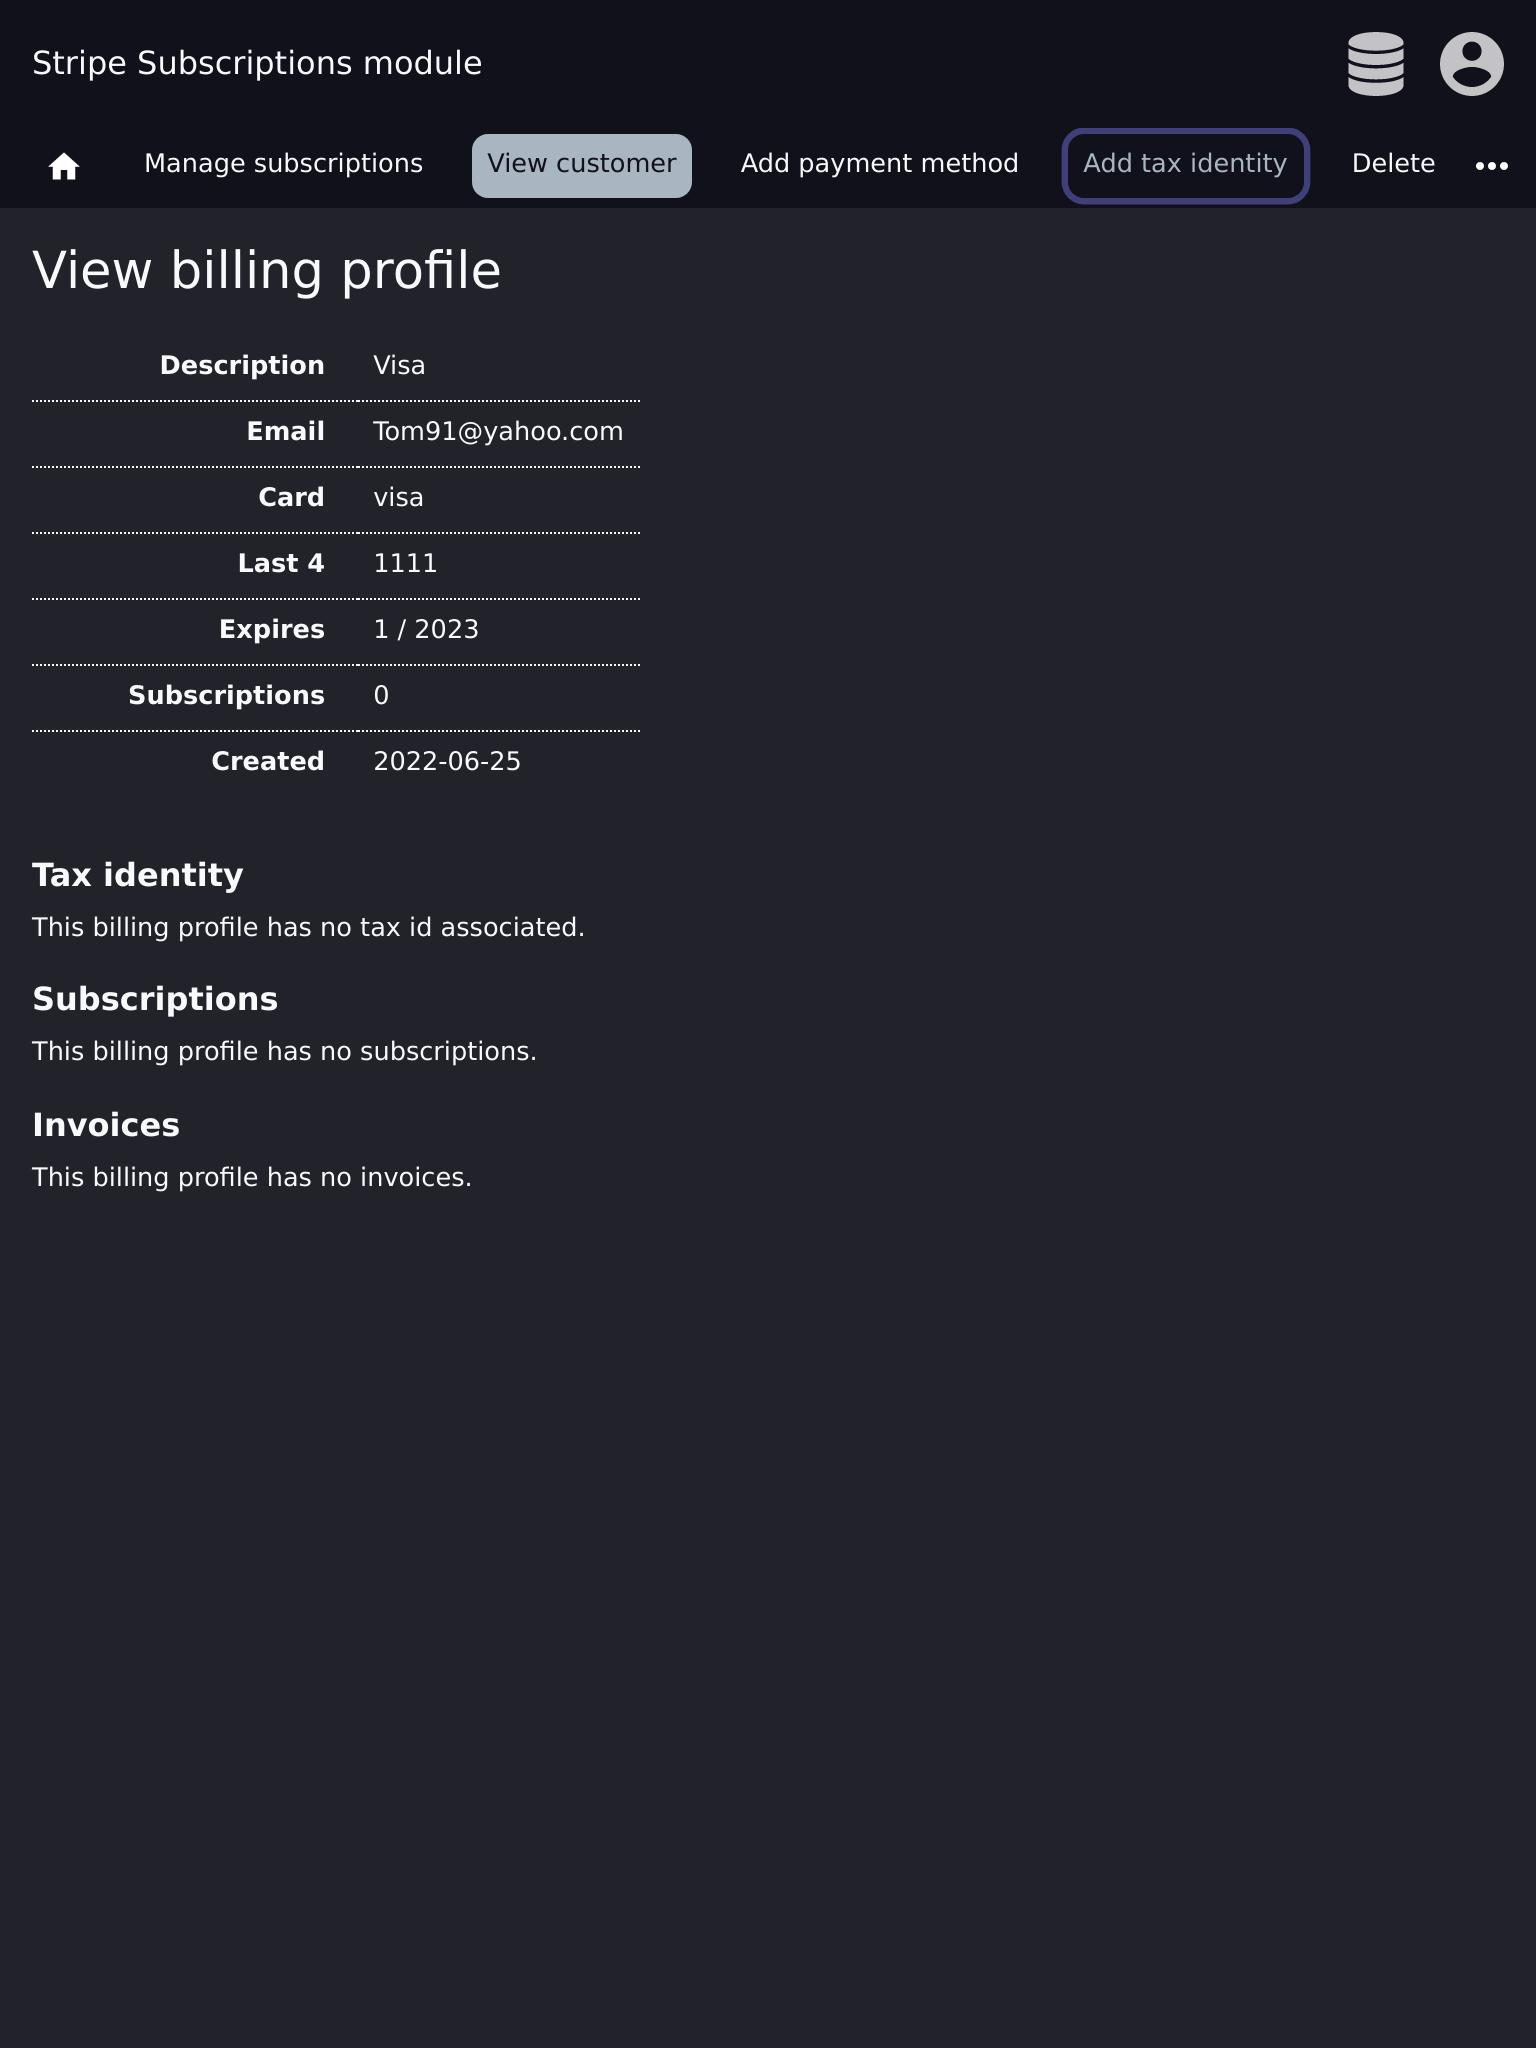 Stripe Subscriptions module
Manage subscriptions View customer Add payment method Add tax identity Delete
View billing profile
Description Visa
Email Tom91@yahoo.com
Card visa
Last 4 1111
Expires 1 / 2023
Subscriptions 0
Created 2022-06-25
Tax identity
This billing profile has no tax id associated.
Subscriptions
This billing profile has no subscriptions.
Invoices
This billing profile has no invoices.